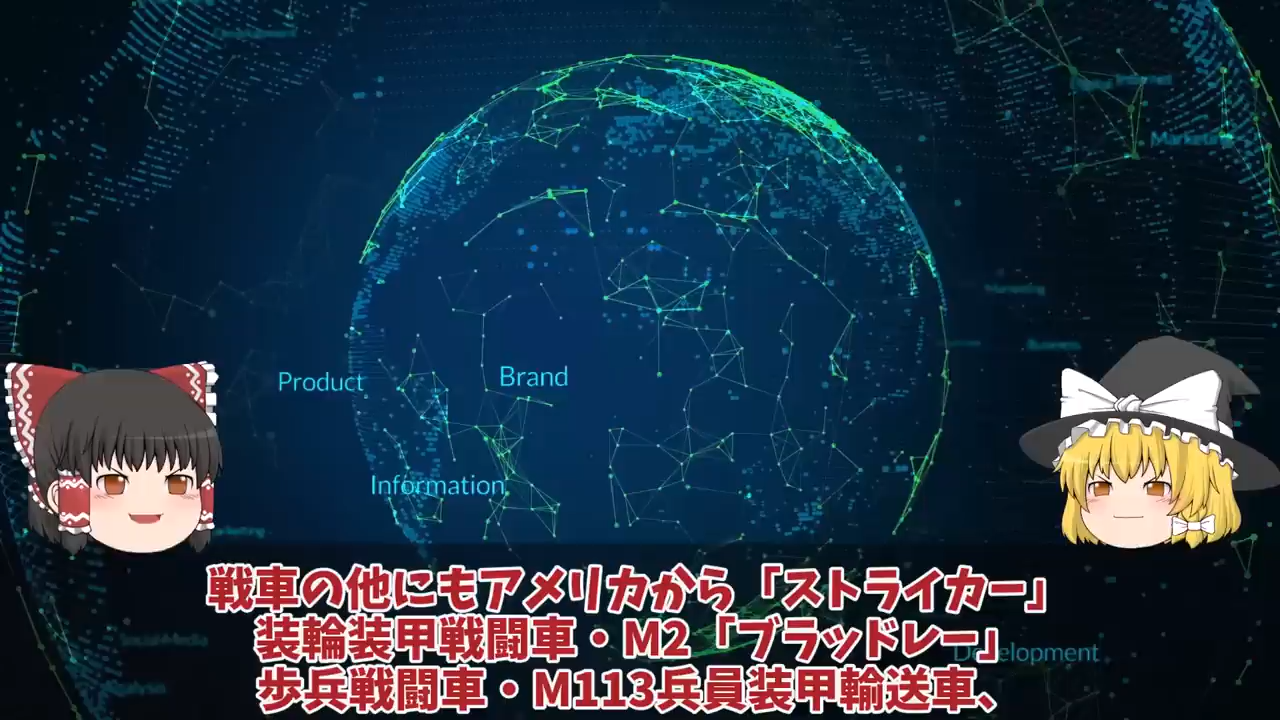 Product
Brand
Information
戦車の他にもアメリカから「ストライカー」
装輪装甲戦闘車・M2「ブラッドレー」
Development
歩兵戦闘車・M113兵員装甲輸送車、